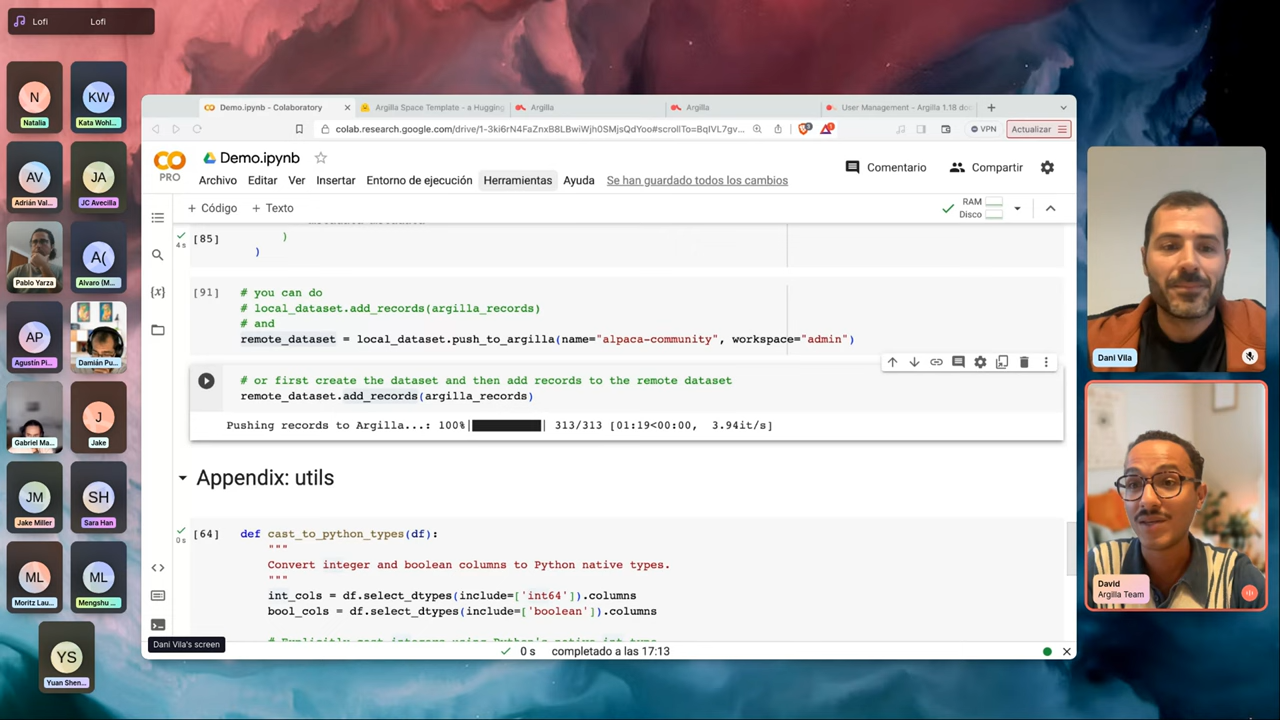 Lofi
Lofi
N
Natalia
KW
Kata Wohl...
AV
Adrián Val...
JA
JC Avecilla
Pablo Yarza
A(
Alvaro (M...
AP
Agustín Pi...
Damián Pu...
Gabriel Ma...
J
Jake
JM
Jake Miller
SH
Sara Han
ML
Moritz Lau...
ML
Mengshu ...
YS
Yuan Shen...
Demo.ipynb - Colaboratory
Argilla Space Template - a Hugging
Argilla
Argilla
User Management - Argilla 1.18 doc
colab.research.google.com/drive/1-3ki6rN4FaZnxB8LBwiWjh0SMjsQdYoo#scrollTo=BqIVL7gv...
VPN
Actualizar
PRO
Demo.ipynb
Archivo Editar Ver Insertar Entorno de ejecución Herramientas Ayuda Se han guardado todos los cambios
Comentario
Compartir
+ Código + Texto
RAM
Disco
4 s
[85]
)
)
[91]
# you can do
# local_dataset.add_records(argilla_records)
# and
remote_dataset = local_dataset.push_to_argilla(name="alpaca-community", workspace="admin")
# or first create the dataset and then add records to the remote dataset
remote_dataset.add_records(argilla_records)
Pushing records to Argilla...: 100%| | 313/313 [01:19<00:00, 3.94it/s]
Appendix: utils
0 s
[64]
def cast_to_python_types(df):
"""
Convert integer and boolean columns to Python native types.
"""
int_cols = df.select_dtypes(include=['int64']).columns
bool_cols = df.select_dtypes(include=['boolean']).columns
{x}
Dani Vila's screen
0 s completado a las 17:13
Dani Vila
David
Argilla Team